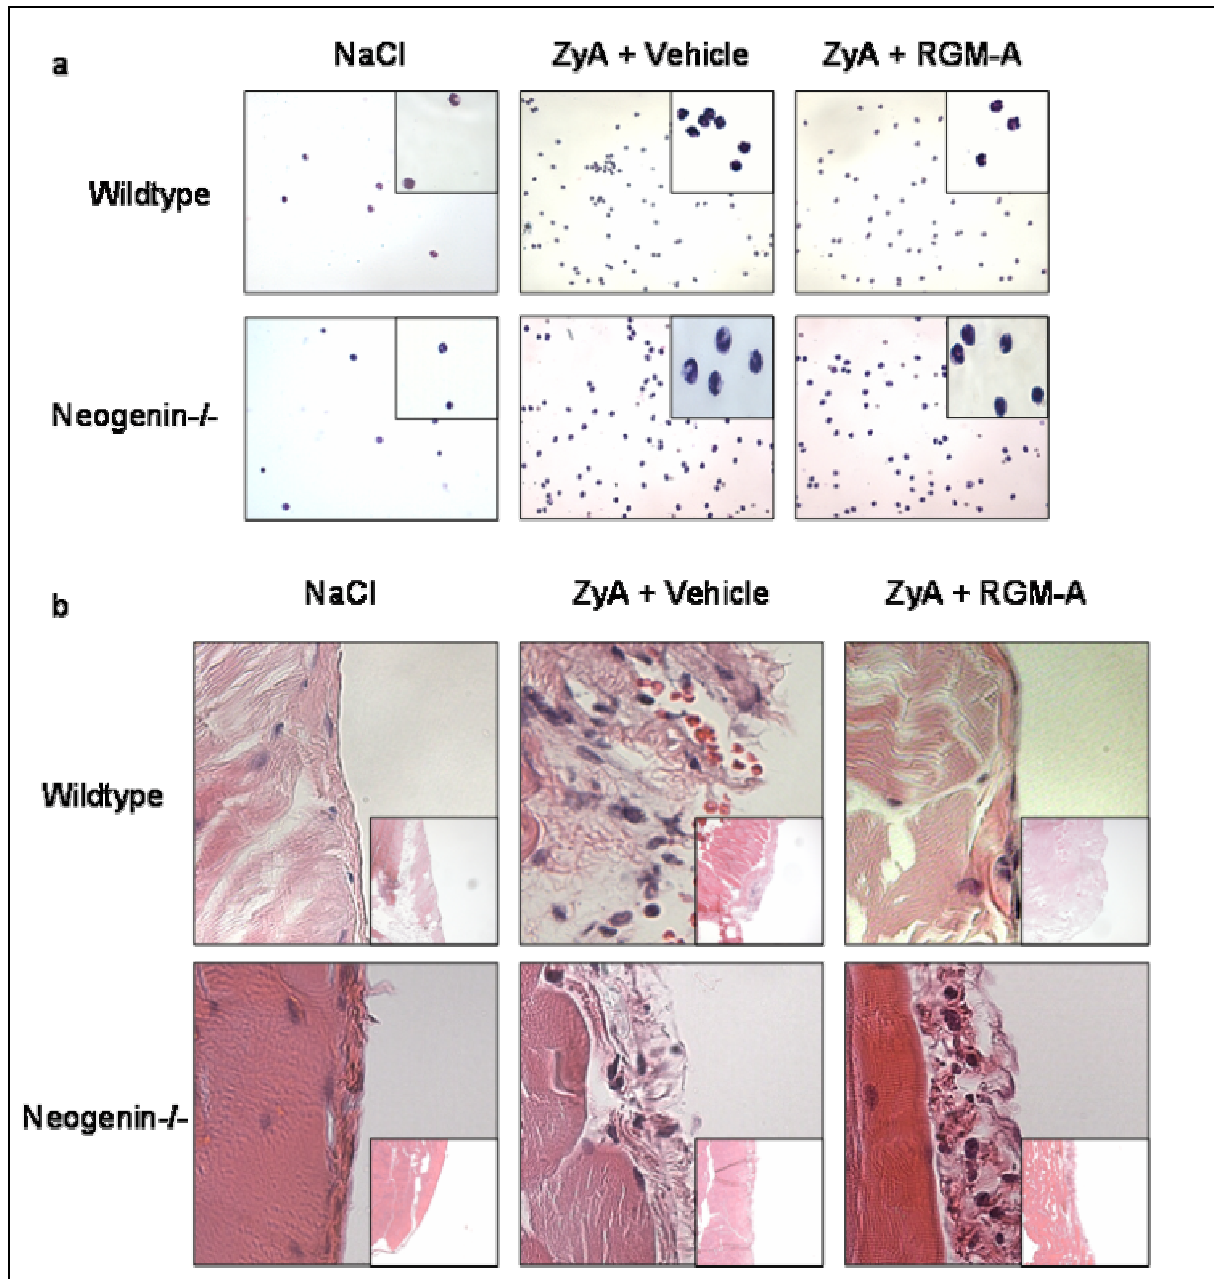 a
NaCl ZyA + Vehicle ZyA + RGM-A
Wildtype
Neogenin-/-
b
NaCl ZyA + Vehicle ZyA + RGM-A
Wildtype
Neogenin-/-